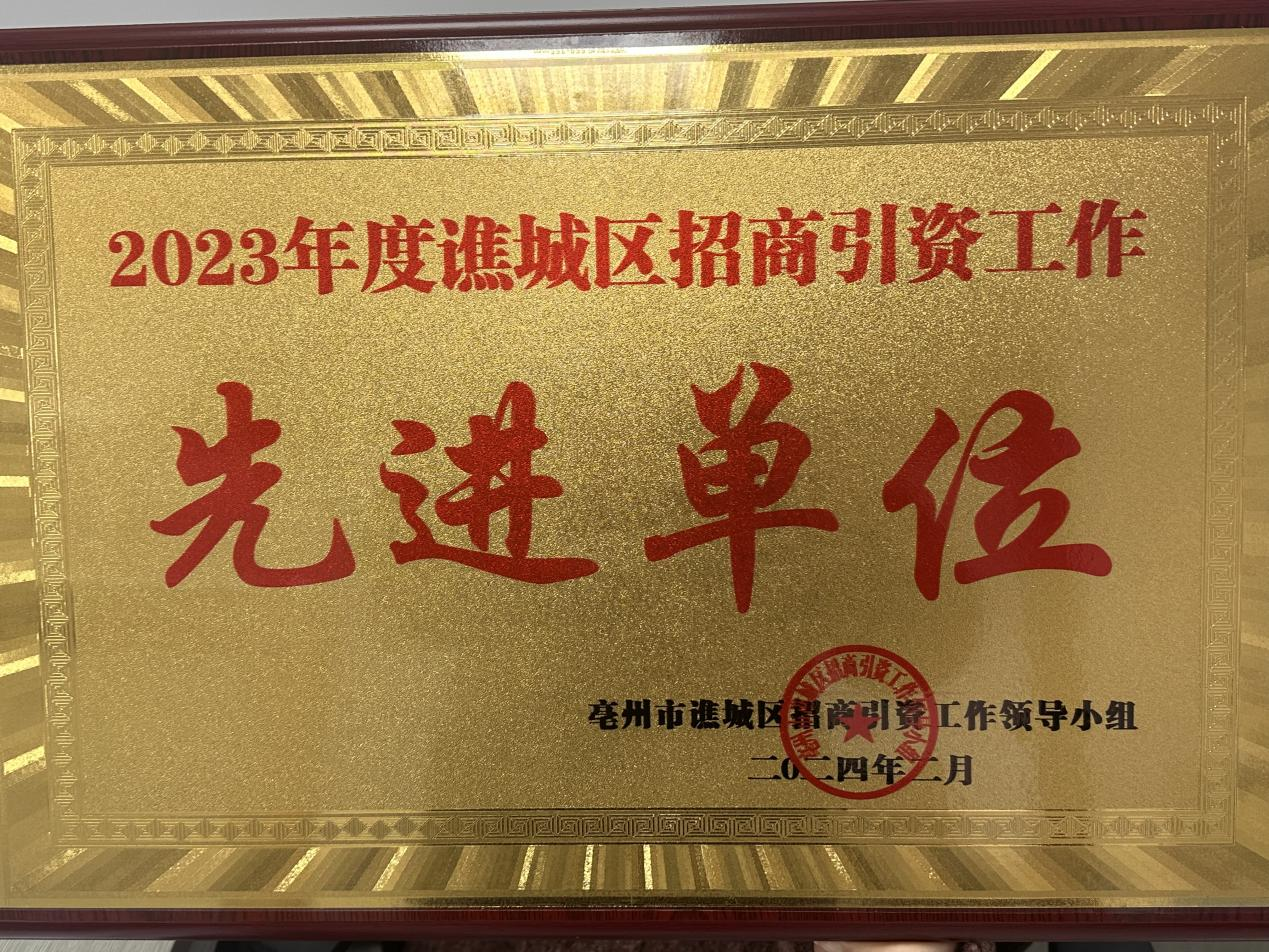 2023年度谯城区招商引资工作
先进单位
亳州市谯城区招商引资工作领导小组
二0二四年二月